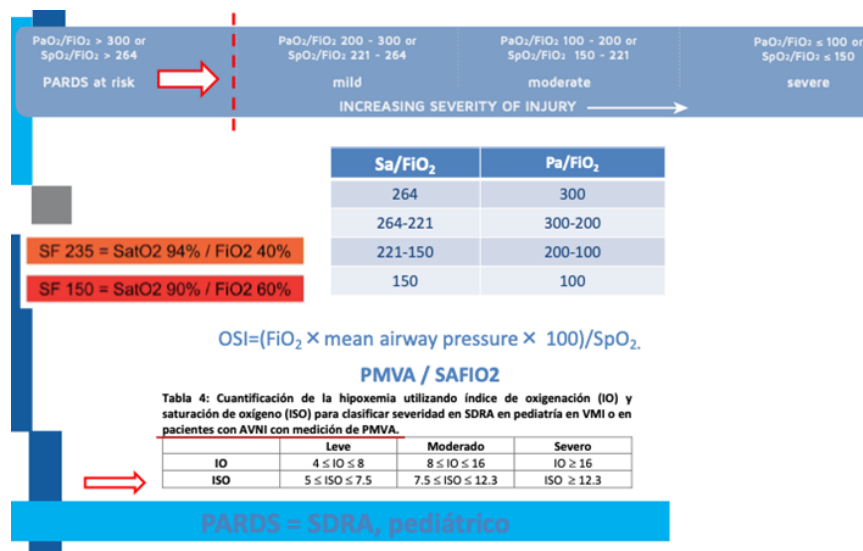 PaO₂/FiO₂ > 300 or
SpO₂/FiO₂ > 264
PARDS at risk
PaO₂/FiO₂ 200 - 300 or
SpO₂/FiO₂ 221 - 264
mild
PaO₂/FiO₂ 100 - 200 or
SpO₂/FiO₂ 150 - 221
moderate
PaO₂/FiO₂ ≤ 100 or
SpO₂/FiO₂ ≤ 150
severe
INCREASING SEVERITY OF INJURY
Sa/FiO₂ Pa/FiO₂
264 300
264-221 300-200
221-150 200-100
150 100
SF 235 = SatO2 94% / FiO2 40%
SF 150 = SatO2 90% / FiO2 60%
OSI=(FiO₂ × mean airway pressure × 100)/SpO₂.
PMVA / SAFIO2
Tabla 4: Cuantificación de la hipoxemia utilizando índice de oxigenación (IO) y
saturación de oxígeno (ISO) para clasificar severidad en SDRA en pediatría en VMI o en
pacientes con AVNI con medición de PMVA.
Leve Moderado Severo
IO 4 ≤ IO ≤ 8 8 ≤ IO ≤ 16 IO ≥ 16
ISO 5 ≤ ISO ≤ 7.5 7.5 ≤ ISO ≤ 12.3 ISO ≥ 12.3
PARDS = SDRA, pediátrico